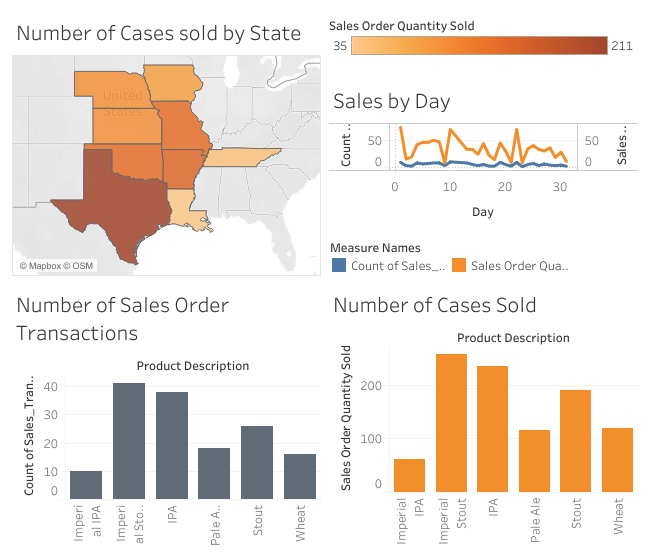 Number of Cases sold by State
United
States
© Mapbox © OSM
Sales Order Quantity Sold
35
211
Sales by Day
Count ..
50
0
50
0
Sales ..
0
10
20
30
Day
Measure Names
Count of Sales_..
Sales Order Qua..
Number of Sales Order
Transactions
Product Description
Count of Sales_Tran..
40
30
20
10
0
Imperi
al IPA
Imperi
al Sto..
IPA
Pale A..
Stout
Wheat
Number of Cases Sold
Product Description
Sales Order Quantity Sold
200
100
0
Imperial
IPA
Imperial
Stout
IPA
Pale Ale
Stout
Wheat